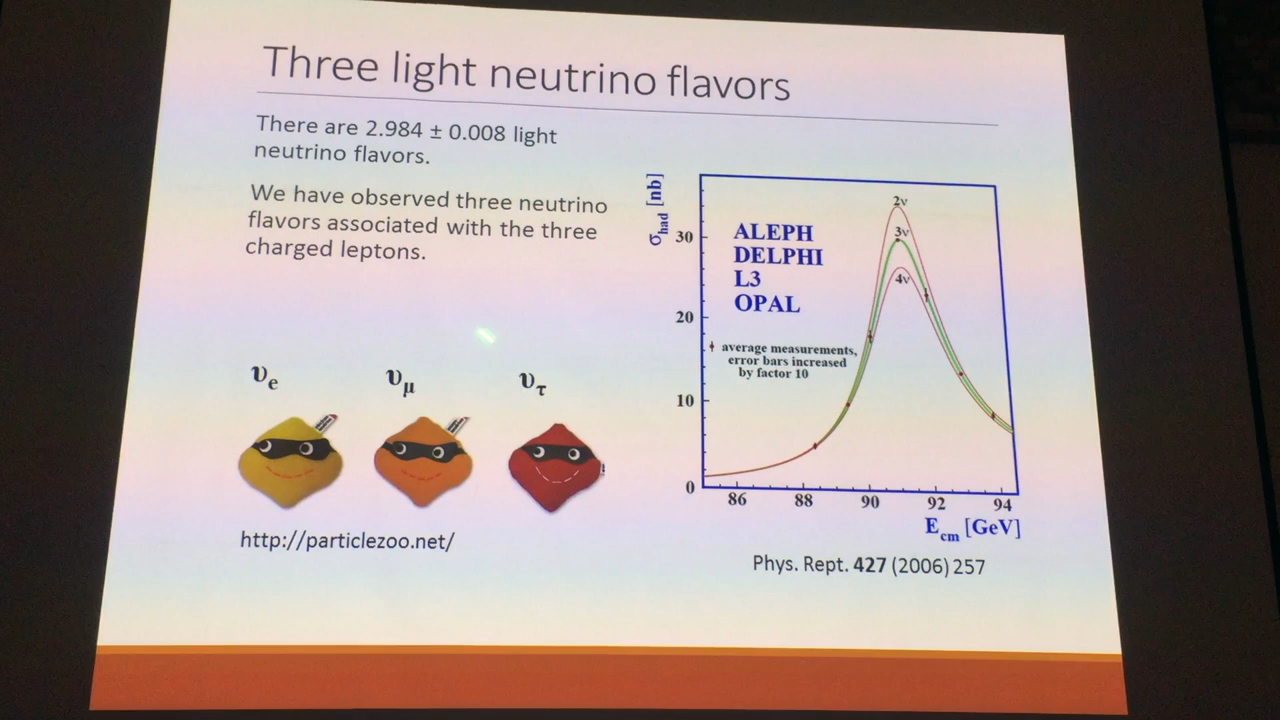 Three light neutrino flavors
There are 2.984 ± 0.008 light
neutrino flavors.
We have observed three neutrino
flavors associated with the three
charged leptons.
υe
υμ
υτ
http://particlezoo.net/
σhad [nb]
30
20
10
0
ALEPH
DELPHI
L3
OPAL
average measurements,
error bars increased
by factor 10
2ν
3ν
4ν
86 88 90 92 94
Ecm [GeV]
Phys. Rept. 427 (2006) 257